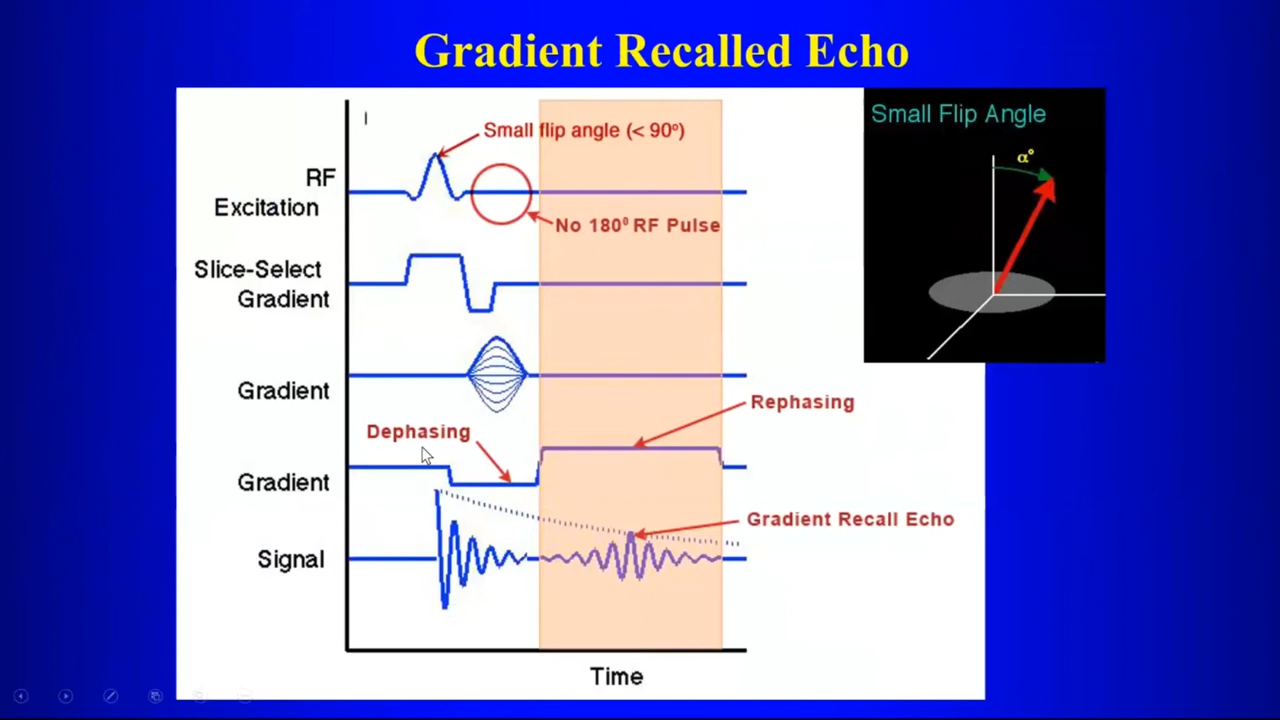 Gradient Recalled Echo
Small flip angle (< 90º)
RF
Excitation
No 180⁰ RF Pulse
Slice-Select
Gradient
Gradient
Rephasing
Dephasing
Gradient
Gradient Recall Echo
Signal
Time
Small Flip Angle
α°